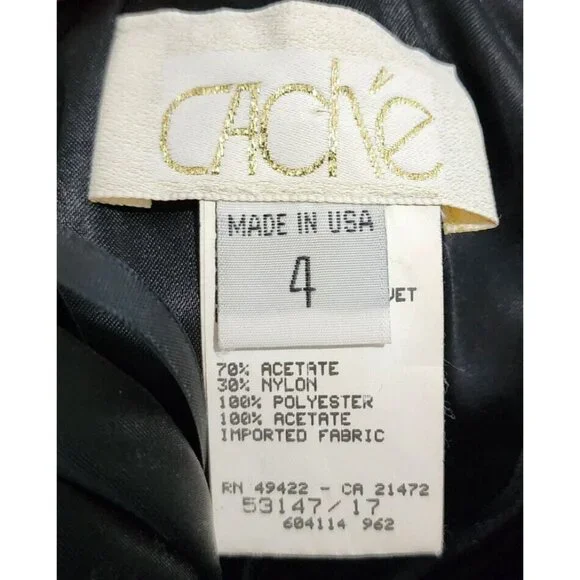 CAChé
MADE IN USA
4
70% ACETATE
30% NYLON
100% POLYESTER
100% ACETATE
IMPORTED FABRIC
RN 49422 - CA 21472
53147/17
604114 962